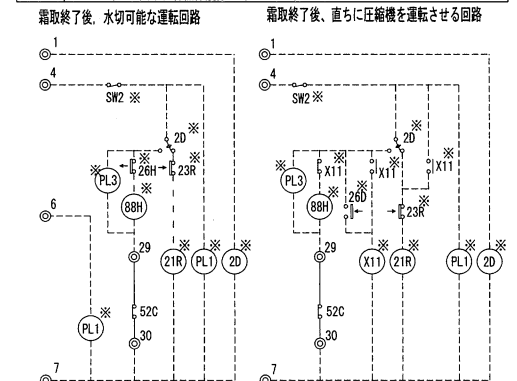 霜取終了後,水切可能な運転回路
霜取終了後、直ちに圧縮機を運転させる回路
1
4
SW2 ※
2D ※
※ PL3
26H ※
23R ※
88H ※
6
29
21R ※
PL1 ※
2D ※
52C
PL1 ※
30
7
1
4
SW2 ※
2D ※
※ PL3
X11 ※
X11 ※
X11 ※
26D ※
23R ※
88H ※
29
X11 ※
21R ※
PL1 ※
2D ※
52C
30
7